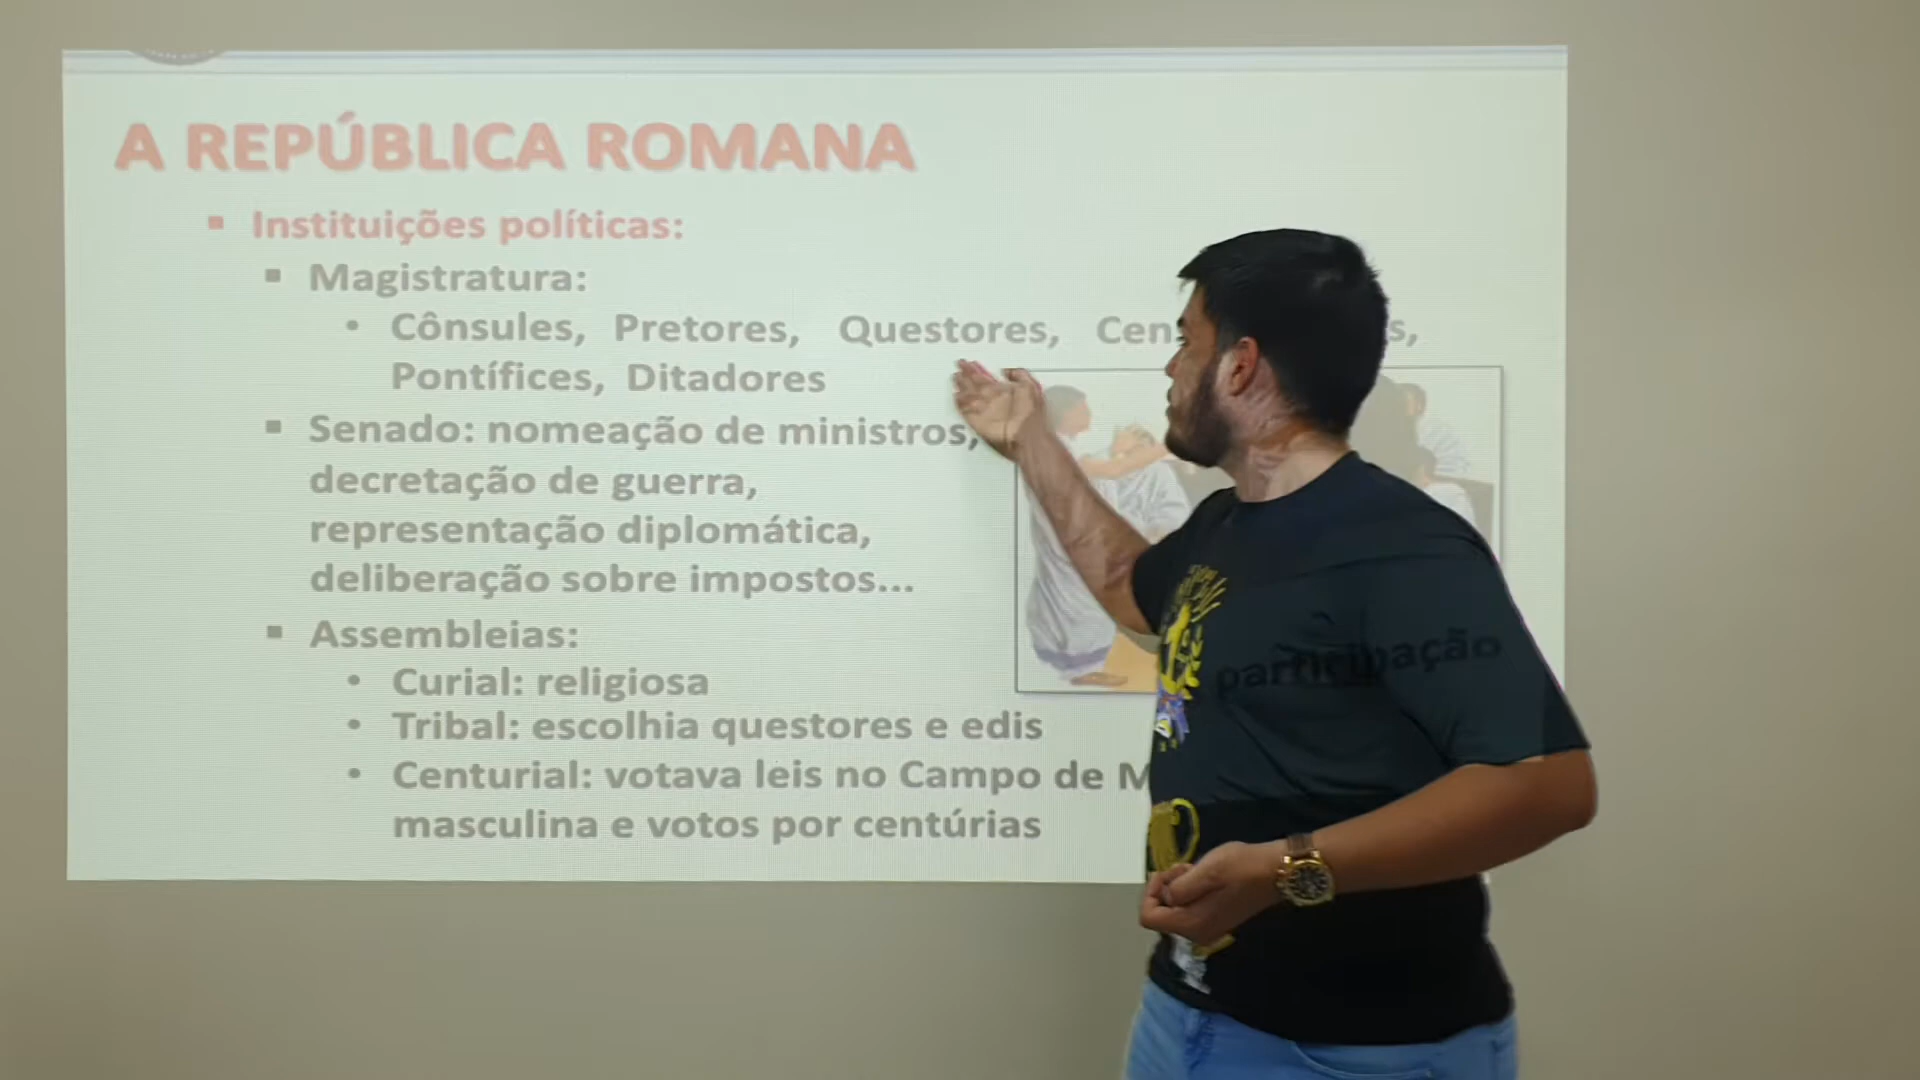 A REPÚBLICA ROMANA
Instituições políticas:
Magistratura:
Cônsules, Pretores, Questores,
Pontífices, Ditadores
Senado: nomeação de ministros,
decretação de guerra,
representação diplomática,
deliberação sobre impostos...
Assembleias:
Curial: religiosa
Tribal: escolhia questores e edis
Centurial: votava leis no Campo de
participação
masculina e votos por centúrias